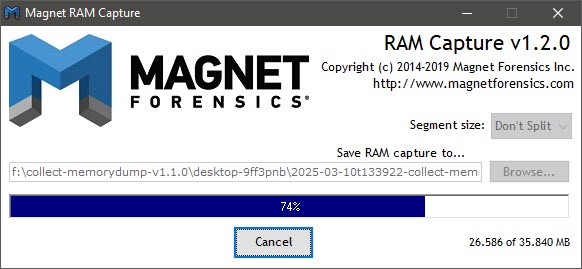 Magnet RAM Capture
RAM Capture v1.2.0
Copyright (c) 2014-2019 Magnet Forensics Inc.
http://www.magnetforensics.com
MAGNET
FORENSICS®
Segment size: Don't Split
Save RAM capture to...
f:\collect-memorydump-v1.1.0\desktop-9ff3pnb\2025-03-10t133922-collect-mem Browse...
74%
Cancel
26.586 of 35.840 MB